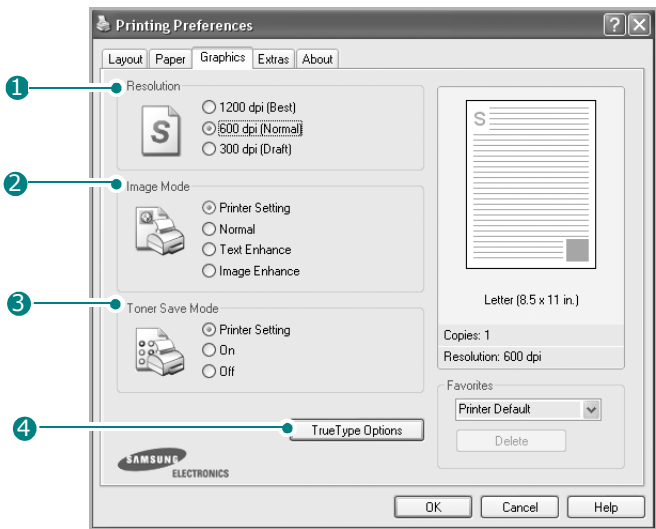 Printing Preferences
Layout Paper Graphics Extras About
1
Resolution
S
1200 dpi (Best)
600 dpi (Normal)
300 dpi (Draft)
2
Image Mode
Printer Setting
Normal
Text Enhance
Image Enhance
3
Toner Save Mode
Printer Setting
On
Off
4
TrueType Options
SAMSUNG
ELECTRONICS
S
Letter (8.5 x 11 in.)
Copies: 1
Resolution: 600 dpi
Favorites
Printer Default
Delete
OK Cancel Help